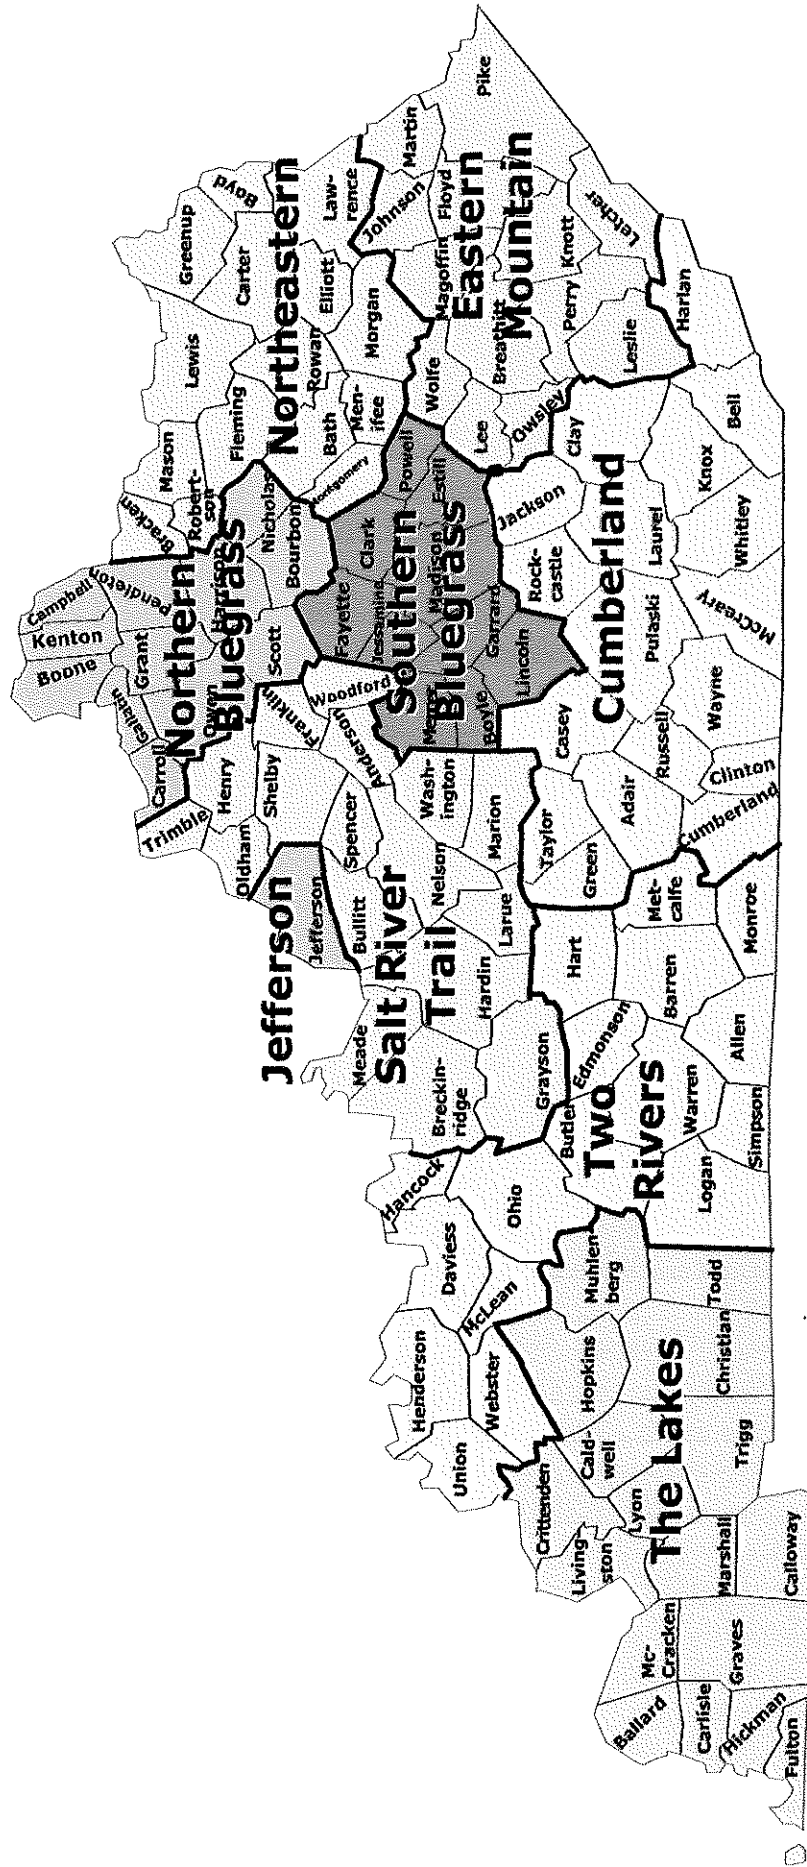 Northern
Bluegrass
Northeastern
Southern
Bluegrass
Eastern
Mountain
Cumberland
Jefferson
Salt River
Trail
Two
Rivers
The Lakes
Boone
Kenton
Campbell
Gallatin
Grant
Pendleton
Carroll
Owen
Harrison
Scott
Nicholas
Bourbon
Bracken
Mason
Robert-
son
Lewis
Greenup
Fleming
Carter
Boyd
Rowan
Elliott
Law-
rence
Bath
Men-
ifee
Montgomery
Morgan
Trimble
Henry
Oldham
Shelby
Franklin
Woodford
Anderson
Spencer
Jefferson
Bullitt
Nelson
Wash-
ington
Marion
Larue
Hardin
Meade
Breckin-
ridge
Grayson
Fayette
Clark
Powell
Estill
Madison
Garrard
Lincoln
Boyle
Wolfe
Magoffin
Johnson
Martin
Floyd
Pike
Lee
Owsley
Breathitt
Knott
Perry
Letcher
Leslie
Jackson
Rock-
castle
Clay
Laurel
Pulaski
Knox
Harlan
Bell
Whitley
McCreary
Wayne
Casey
Russell
Taylor
Green
Adair
Clinton
Cumberland
Hart
Edmonson
Butler
Met-
calfe
Barren
Monroe
Allen
Warren
Simpson
Logan
Hancock
Ohio
Daviess
McLean
Henderson
Webster
Union
Muhlen-
berg
Todd
Hopkins
Christian
Cald-
well
Trigg
Crittenden
Lyon
Living-
ston
Marshall
Calloway
Mc-
Cracken
Graves
Ballard
Carlisle
Hickman
Fulton